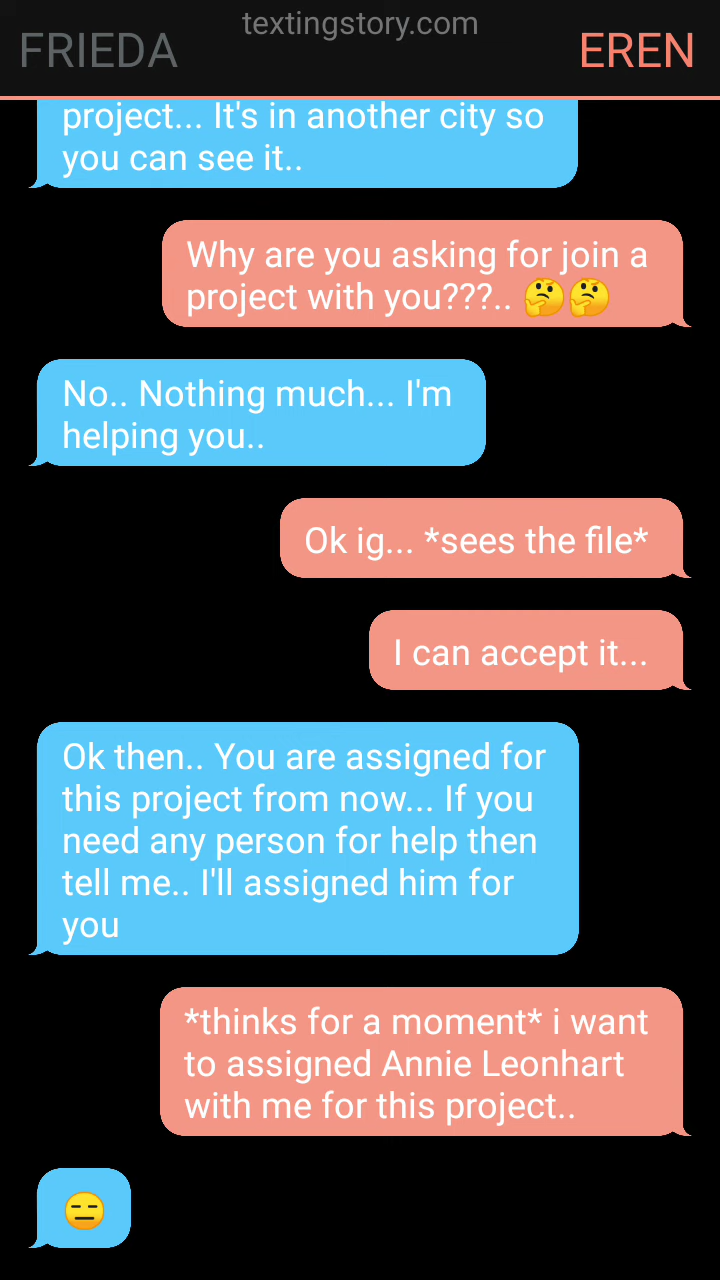 textingstory.com
FRIEDA
EREN
project... It's in another city so
you can see it..
Why are you asking for join a
project with you???.. 🤔🤔
No.. Nothing much... I'm
helping you..
Ok ig... *sees the file*
I can accept it...
Ok then.. You are assigned for
this project from now... If you
need any person for help then
tell me.. I'll assigned him for
you
*thinks for a moment* i want
to assigned Annie Leonhart
with me for this project..
😑